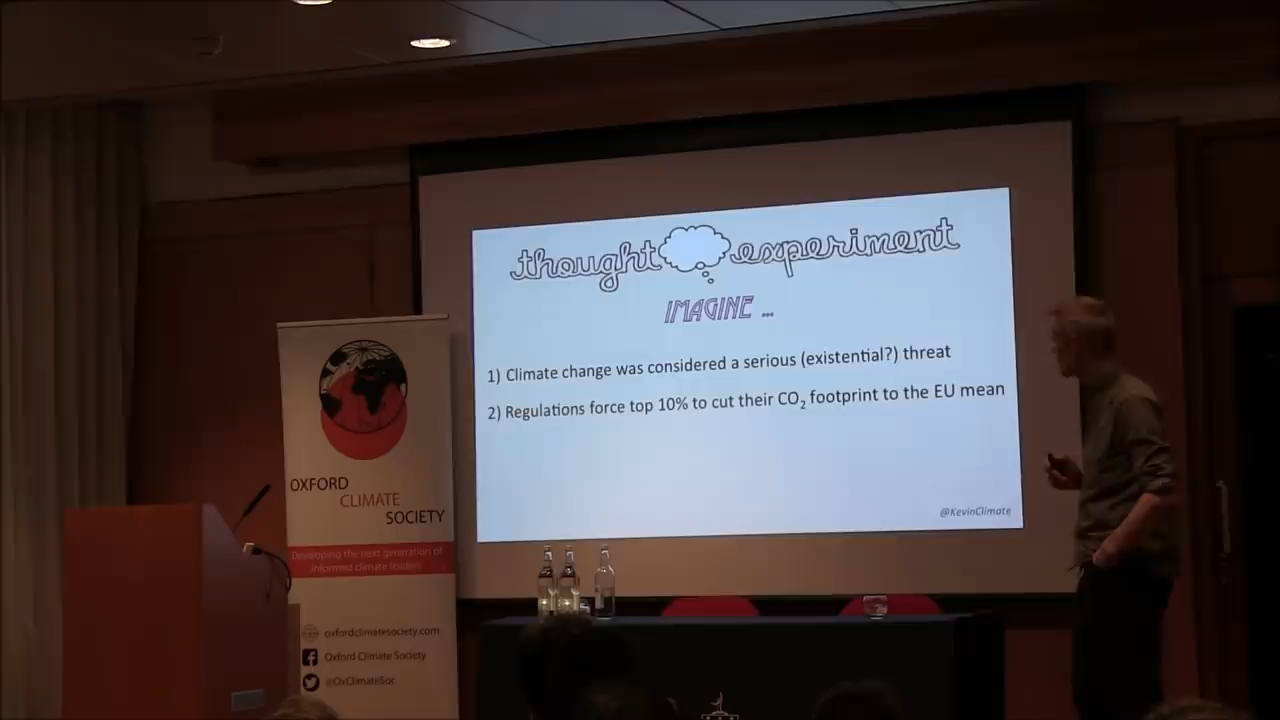 thought experiment
IMAGINE ...
1) Climate change was considered a serious (existential?) threat
2) Regulations force top 10% to cut their CO₂ footprint to the EU mean
@KevinClimate
OXFORD
CLIMATE
SOCIETY
Developing the next generation of
informed climate leaders
oxfordclimatesociety.com
Oxford Climate Society
@OxClimateSoc